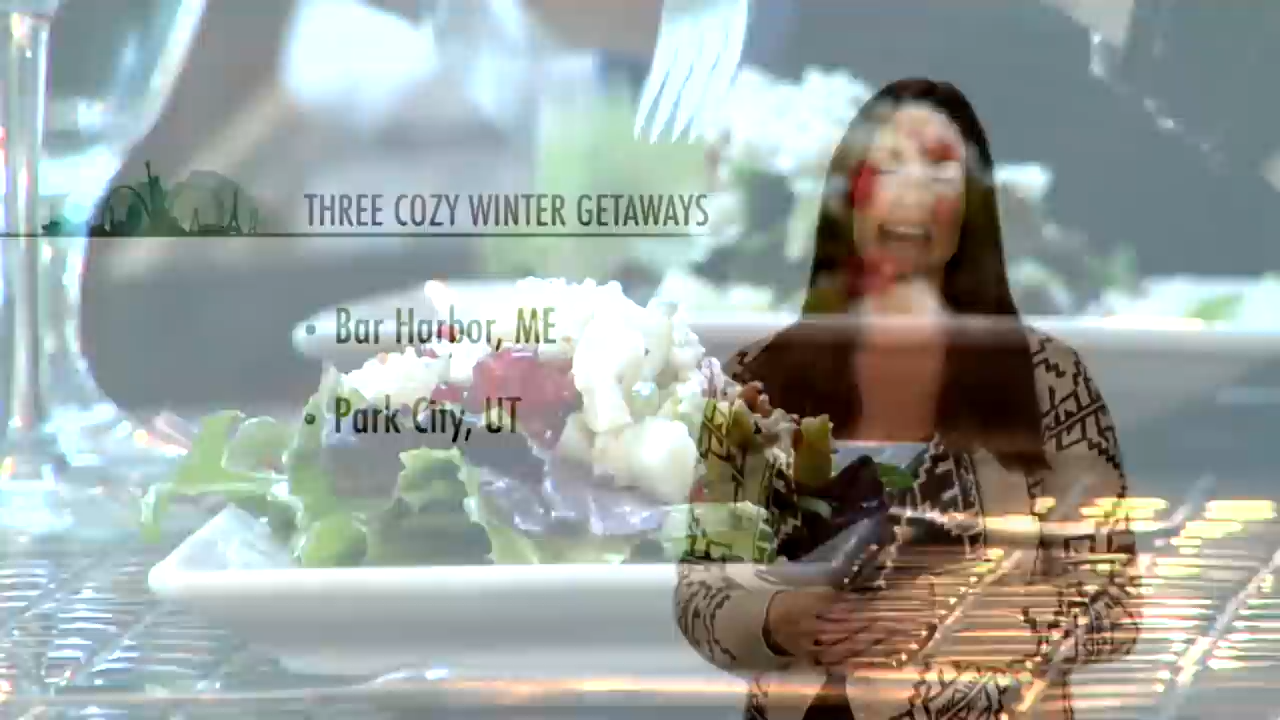 THREE COZY WINTER GETAWAYS
• Bar Harbor, ME
• Park City, UT